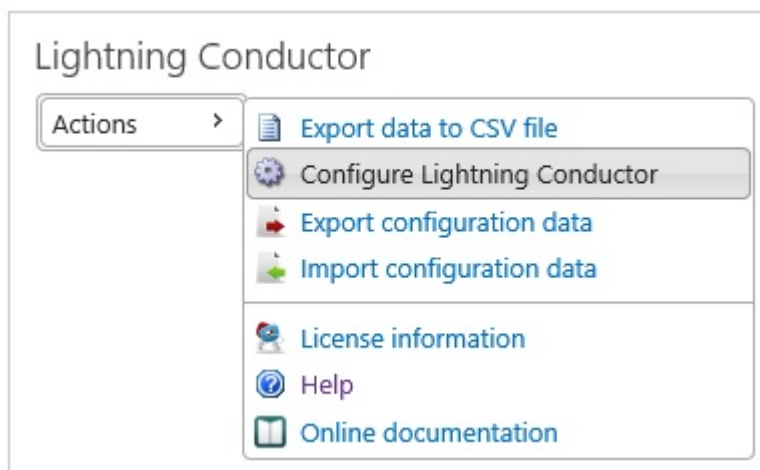 Lightning Conductor
Actions
Export data to CSV file
Configure Lightning Conductor
Export configuration data
Import configuration data
License information
Help
Online documentation